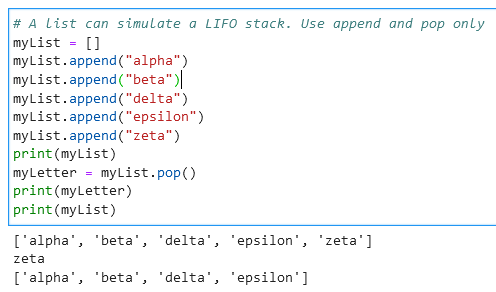 # A list can simulate a LIFO stack. Use append and pop only
myList = []
myList.append("alpha")
myList.append("beta")
myList.append("delta")
myList.append("epsilon")
myList.append("zeta")
print(myList)
myLetter = myList.pop()
print(myLetter)
print(myList)
['alpha', 'beta', 'delta', 'epsilon', 'zeta']
zeta
['alpha', 'beta', 'delta', 'epsilon']